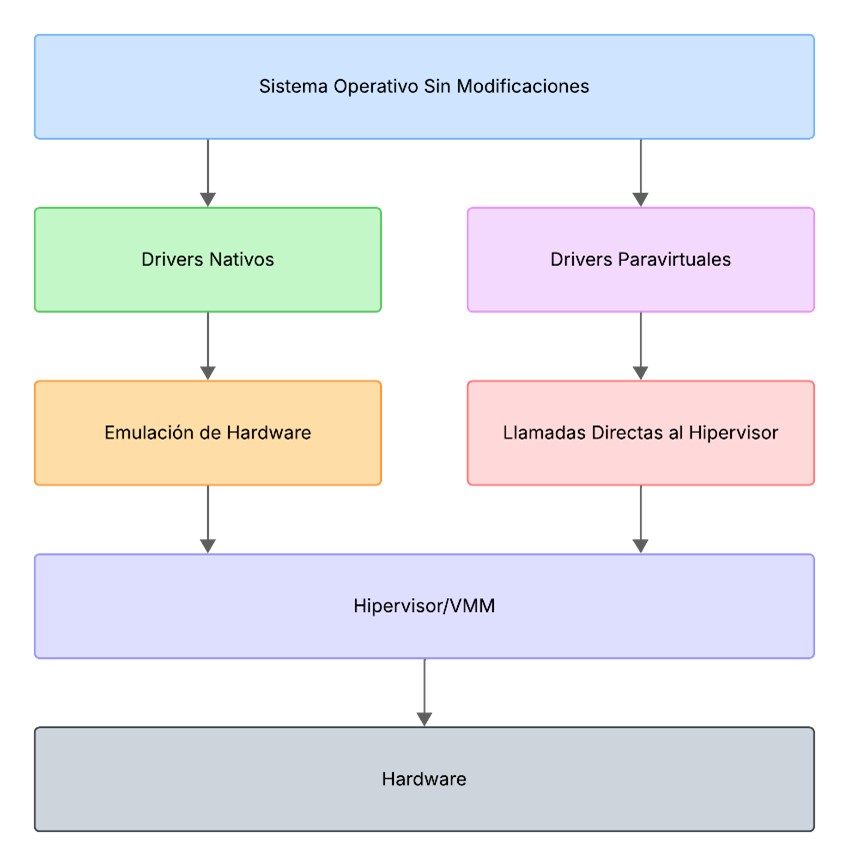 Sistema Operativo Sin Modificaciones
Drivers Nativos
Drivers Paravirtuales
Emulación de Hardware
Llamadas Directas al Hipervisor
Hipervisor/VMM
Hardware